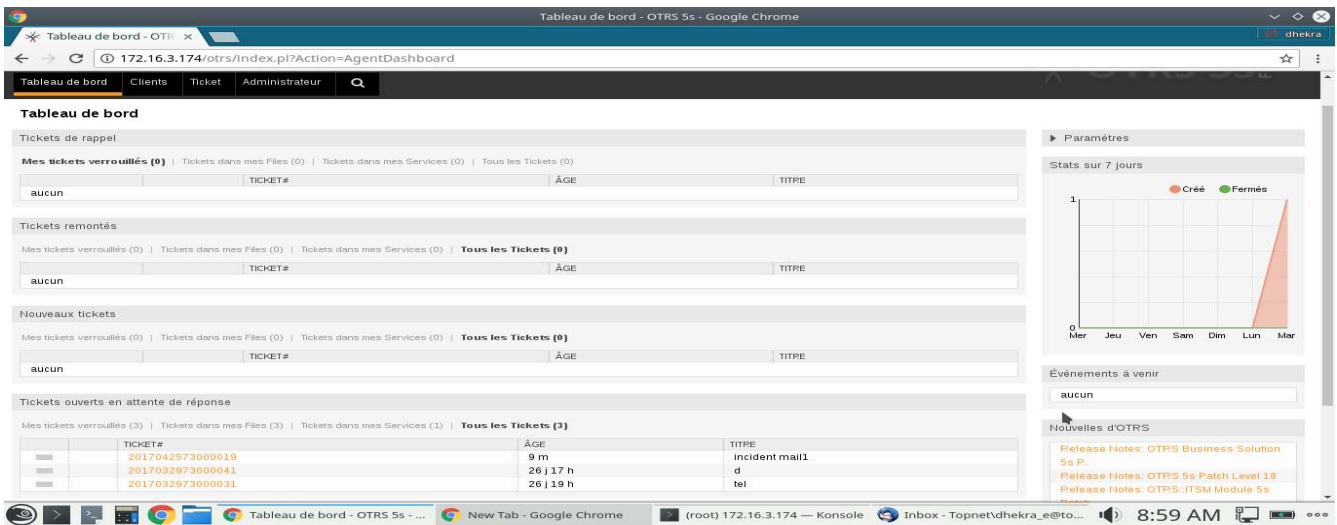 Tableau de bord - OTRS 5s - Google Chrome
Tableau de bord - OTR ×
dhekra
172.16.3.174/otrs/index.pl?Action=AgentDashboard
Tableau de bord Clients Ticket Administrateur
Tableau de bord
Tickets de rappel
Mes tickets verrouillés (0) | Tickets dans mes Files (0) | Tickets dans mes Services (0) | Tous les Tickets (0)
TICKET# ÂGE TITRE
aucun
Tickets remontés
Mes tickets verrouillés (0) | Tickets dans mes Files (0) | Tickets dans mes Services (0) | Tous les Tickets (0)
TICKET# ÂGE TITRE
aucun
Nouveaux tickets
Mes tickets verrouillés (0) | Tickets dans mes Files (0) | Tickets dans mes Services (0) | Tous les Tickets (0)
TICKET# ÂGE TITRE
aucun
Tickets ouverts en attente de réponse
Mes tickets verrouillés (3) | Tickets dans mes Files (3) | Tickets dans mes Services (1) | Tous les Tickets (3)
TICKET# ÂGE TITRE
2017042573000019 9 m incident mail1
2017032973000041 26 j 17 h d
2017032973000031 26 j 19 h tel
Paramétres
Stats sur 7 jours
Créé Fermés
1
0
Mer Jeu Ven Sam Dim Lun Mar
Événements à venir
aucun
Nouvelles d'OTRS
Release Notes: OTRS Business Solution
5s P...
Release Notes: OTRS 5s Patch Level 18
Release Notes: OTRS::ITSM Module 5s
Tableau de bord - OTRS 5s - ... New Tab - Google Chrome (root) 172.16.3.174 — Konsole Inbox - Topnet\dhekra_e@to... 8:59 AM